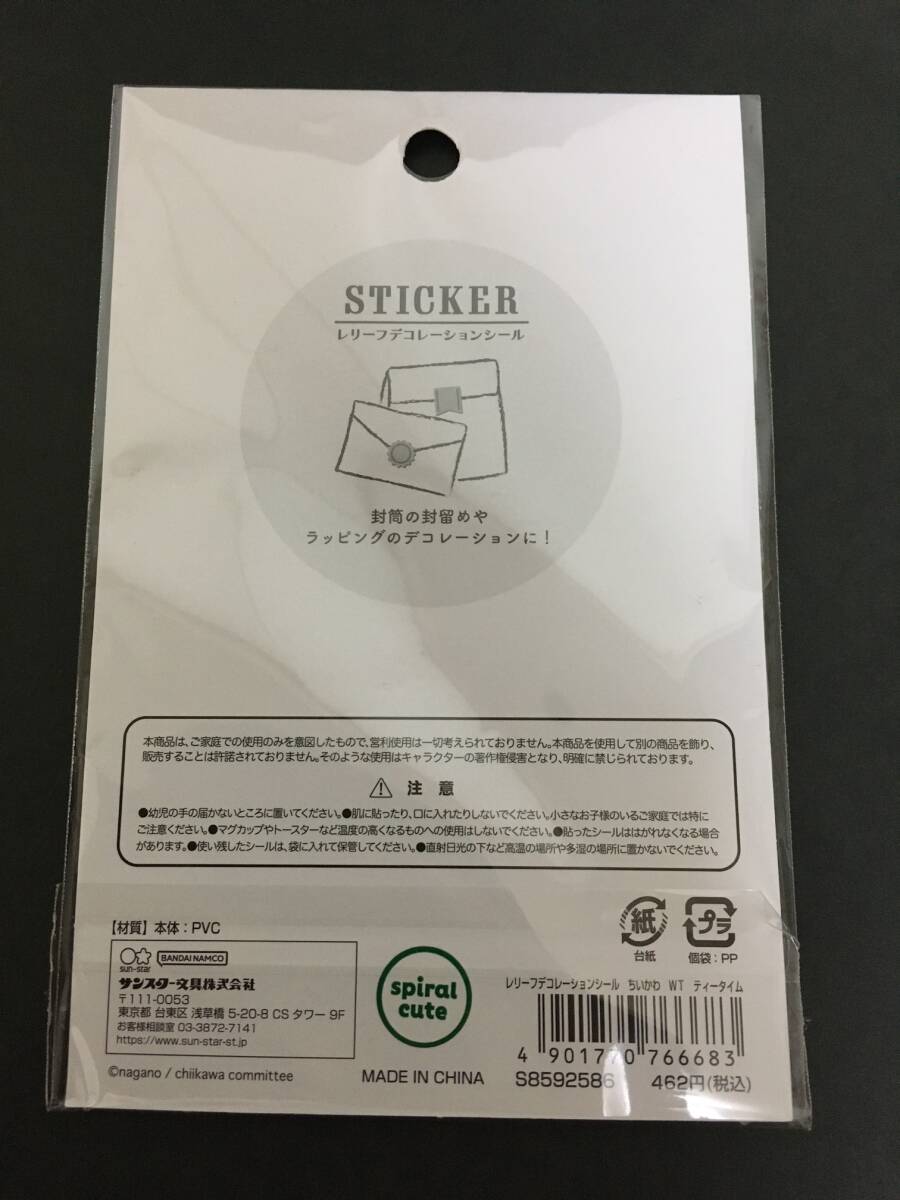 STICKER
レリーフデコレーションシール
封筒の封留めや
ラッピングのデコレーションに！
本商品は、ご家庭での使用のみを意図したもので、営利使用は一切考えられておりません。本商品を使用して別の商品を飾り、
販売することは許諾されておりません。そのような使用はキャラクターの著作権侵害となり、明確に禁じられております。
注意
●幼児の手の届かないところに置いてください。●肌に貼ったり、口に入れたりしないでください。小さなお子様のいるご家庭では特に
ご注意ください。●マグカップやトースターなど温度の高くなるものへの使用はしないでください。●貼ったシールははがれなくなる場合
があります。●使い残したシールは、袋に入れて保管してください。●直射日光の下など高温の場所や多湿の場所に置かないでください。
【材質】本体：PVC
sun-star
BANDAI NAMCO
サンスター文具株式会社
〒111-0053
東京都 台東区 浅草橋 5-20-8 CS タワー 9F
お客様相談室 03-3872-7141
https://www.sun-star-st.jp
©nagano / chiikawa committee
spiral
cute
MADE IN CHINA
紙
台紙
プラ
個袋：PP
レリーフデコレーションシール ちいかわ WT ティータイム
4 901770 766683
S8592586 462円(税込)